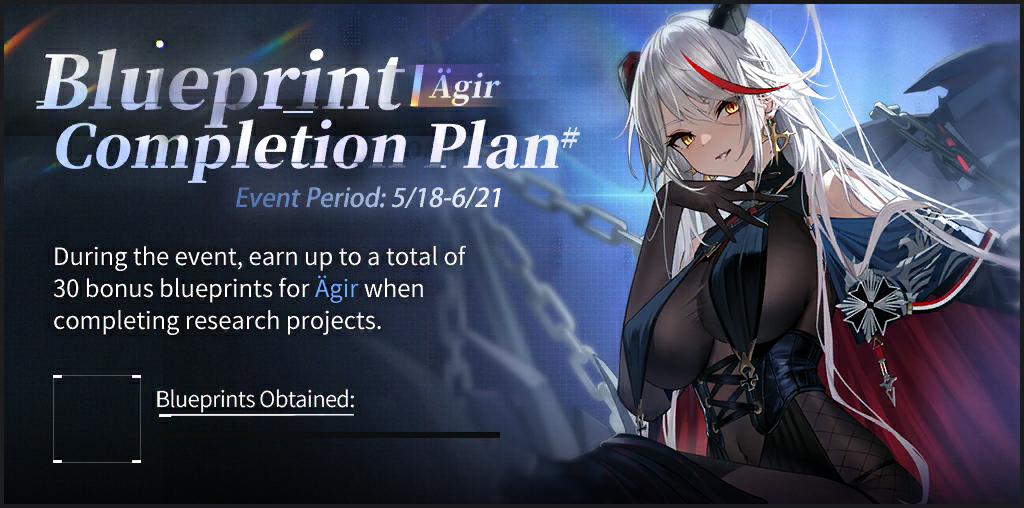 Blueprint Ägir
Completion Plan#
Event Period: 5/18-6/21
During the event, earn up to a total of
30 bonus blueprints for Ägir when
completing research projects.
Blueprints Obtained: